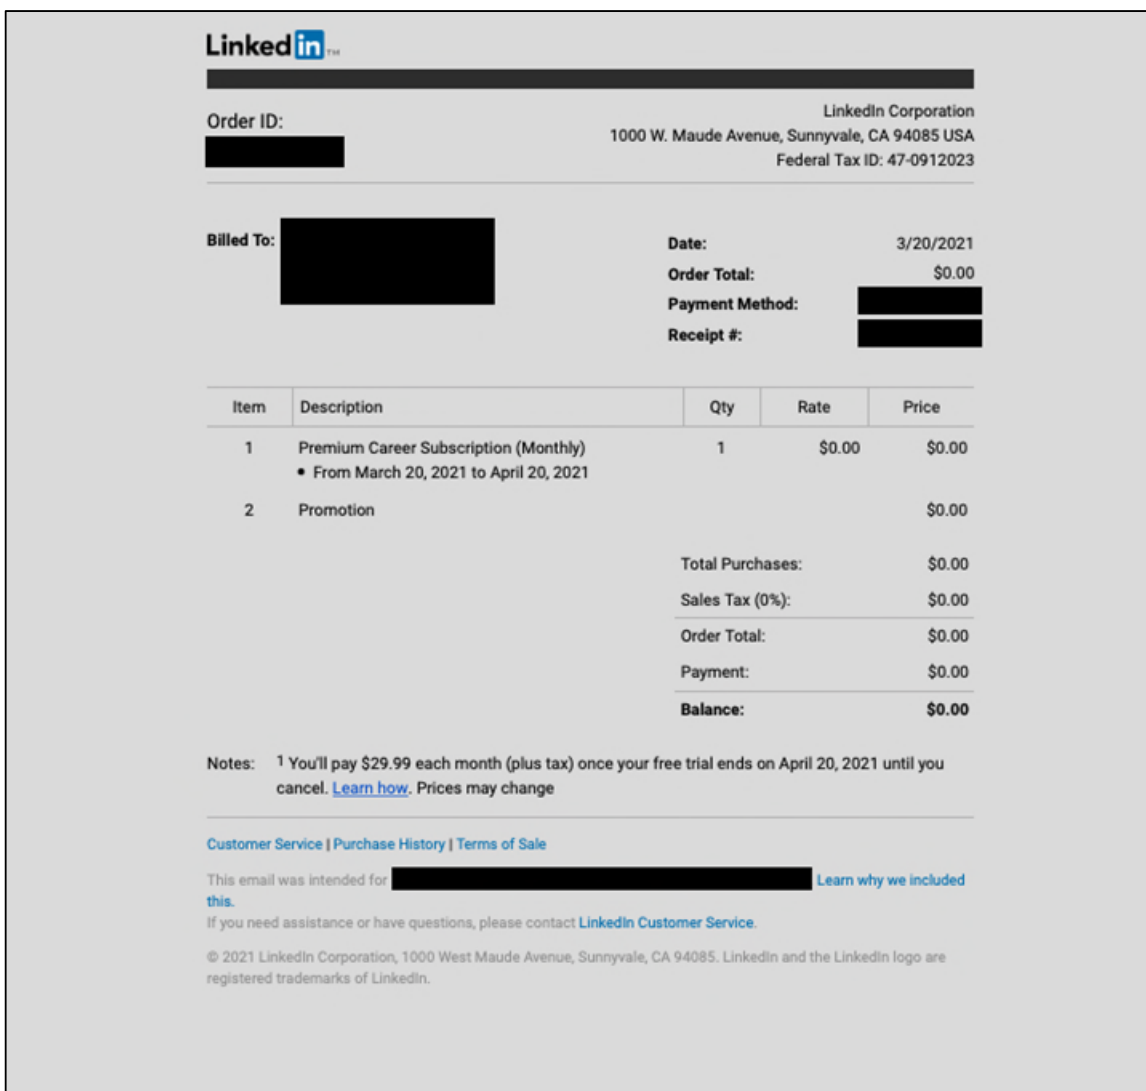 Linked in TM
Order ID:
LinkedIn Corporation
1000 W. Maude Avenue, Sunnyvale, CA 94085 USA
Federal Tax ID: 47-0912023
Billed To:
Date: 3/20/2021
Order Total: $0.00
Payment Method:
Receipt #:
Item Description Qty Rate Price
1 Premium Career Subscription (Monthly) 1 $0.00 $0.00
• From March 20, 2021 to April 20, 2021
2 Promotion $0.00
Total Purchases: $0.00
Sales Tax (0%): $0.00
Order Total: $0.00
Payment: $0.00
Balance: $0.00
Notes: 1 You'll pay $29.99 each month (plus tax) once your free trial ends on April 20, 2021 until you
cancel. Learn how. Prices may change
Customer Service | Purchase History | Terms of Sale
This email was intended for Learn why we included
this.
If you need assistance or have questions, please contact LinkedIn Customer Service.
© 2021 LinkedIn Corporation, 1000 West Maude Avenue, Sunnyvale, CA 94085. LinkedIn and the LinkedIn logo are
registered trademarks of LinkedIn.